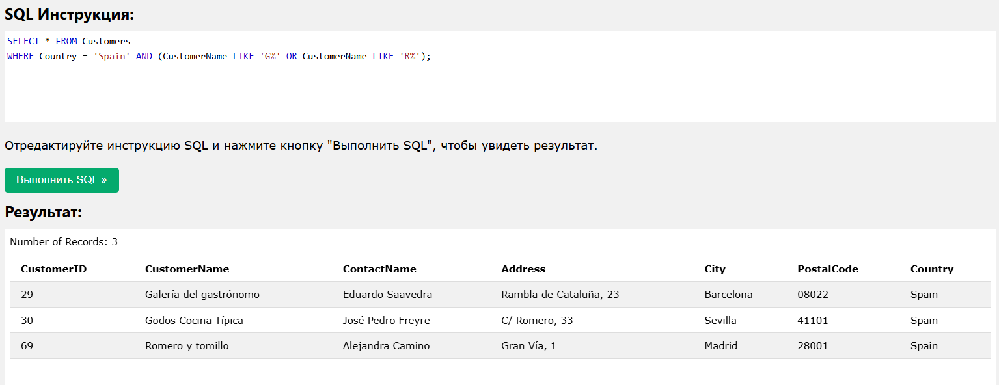 SQL Инструкция:
SELECT * FROM Customers
WHERE Country = 'Spain' AND (CustomerName LIKE 'G%' OR CustomerName LIKE 'R%');
Отредактируйте инструкцию SQL и нажмите кнопку "Выполнить SQL", чтобы увидеть результат.
Выполнить SQL »
Результат:
Number of Records: 3
CustomerID CustomerName ContactName Address City PostalCode Country
29 Galería del gastrónomo Eduardo Saavedra Rambla de Cataluña, 23 Barcelona 08022 Spain
30 Godos Cocina Típica José Pedro Freyre C/ Romero, 33 Sevilla 41101 Spain
69 Romero y tomillo Alejandra Camino Gran Vía, 1 Madrid 28001 Spain